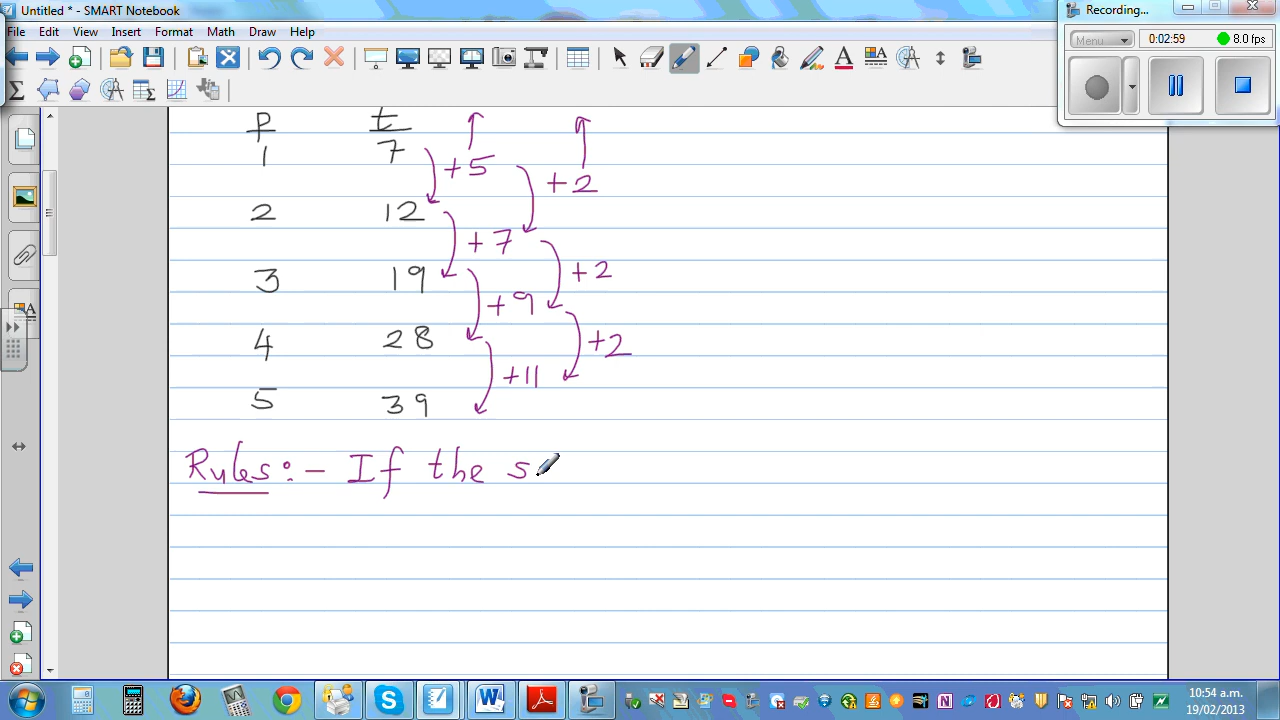 Untitled * - SMART Notebook
File Edit View Insert Format Math Draw Help
Recording...
Menu 0:02:59 8.0 fps
p t
1 7 +5 +2
2 12 +7 +2
3 19 +9 +2
4 28 +11
5 39
Rules:- If the s
10:54 a.m.
19/02/2013